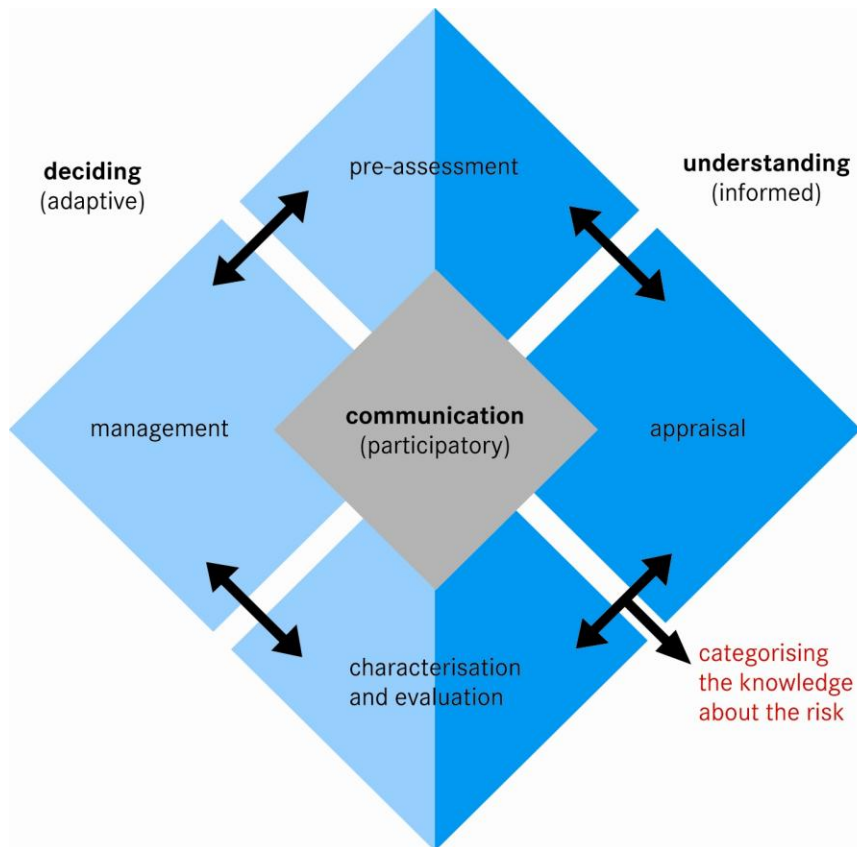 pre-assessment
deciding
(adaptive)
understanding
(informed)
management
communication
(participatory)
appraisal
characterisation
and evaluation
categorising
the knowledge
about the risk